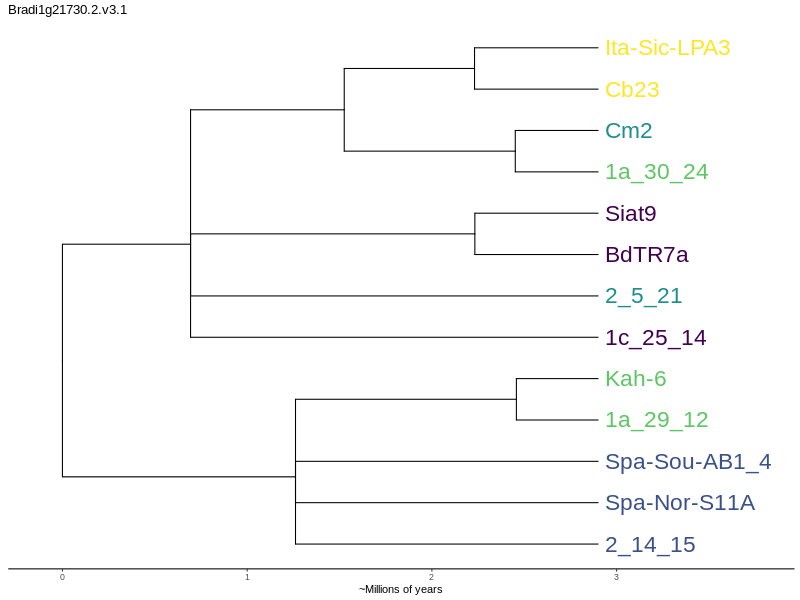 Bradi1g21730.2.v3.1
Ita-Sic-LPA3
Cb23
Cm2
1a_30_24
Siat9
BdTR7a
2_5_21
1c_25_14
Kah-6
1a_29_12
Spa-Sou-AB1_4
Spa-Nor-S11A
2_14_15
0 1 2 3
~Millions of years